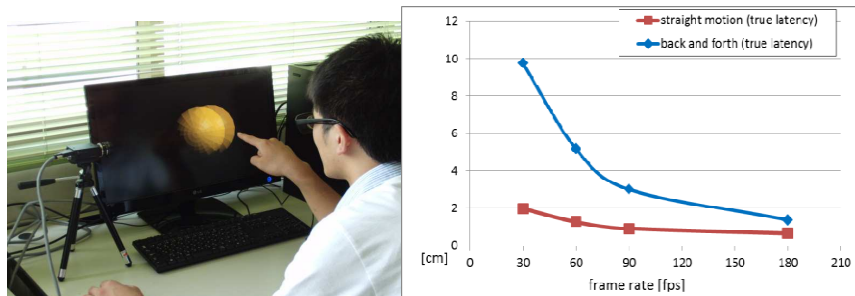 12
10
8
6
4
2
0
[cm]
straight motion (true latency)
back and forth (true latency)
0 30 60 90 120 150 180 210
frame rate [fps]